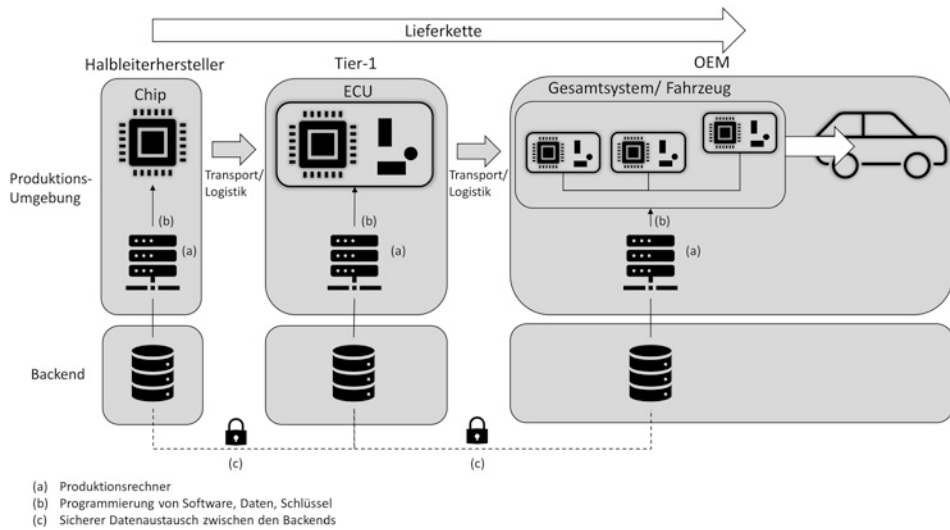 Lieferkette
Halbleiterhersteller
Tier-1
OEM
Chip
ECU
Gesamtsystem/ Fahrzeug
Produktions-
Umgebung
Transport/
Logistik
Transport/
Logistik
(b)
(b)
(b)
(a)
(a)
(a)
Backend
(c)
(c)
(a) Produktionsrechner
(b) Programmierung von Software, Daten, Schlüssel
(c) Sicherer Datenaustausch zwischen den Backends